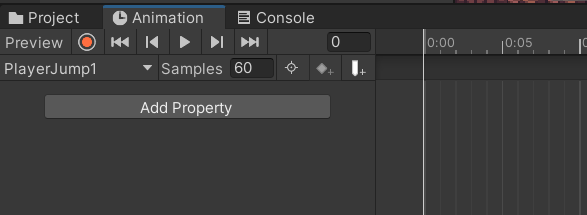 Project Animation Console
Preview 0 0:00 0:05
PlayerJump1 Samples 60
Add Property